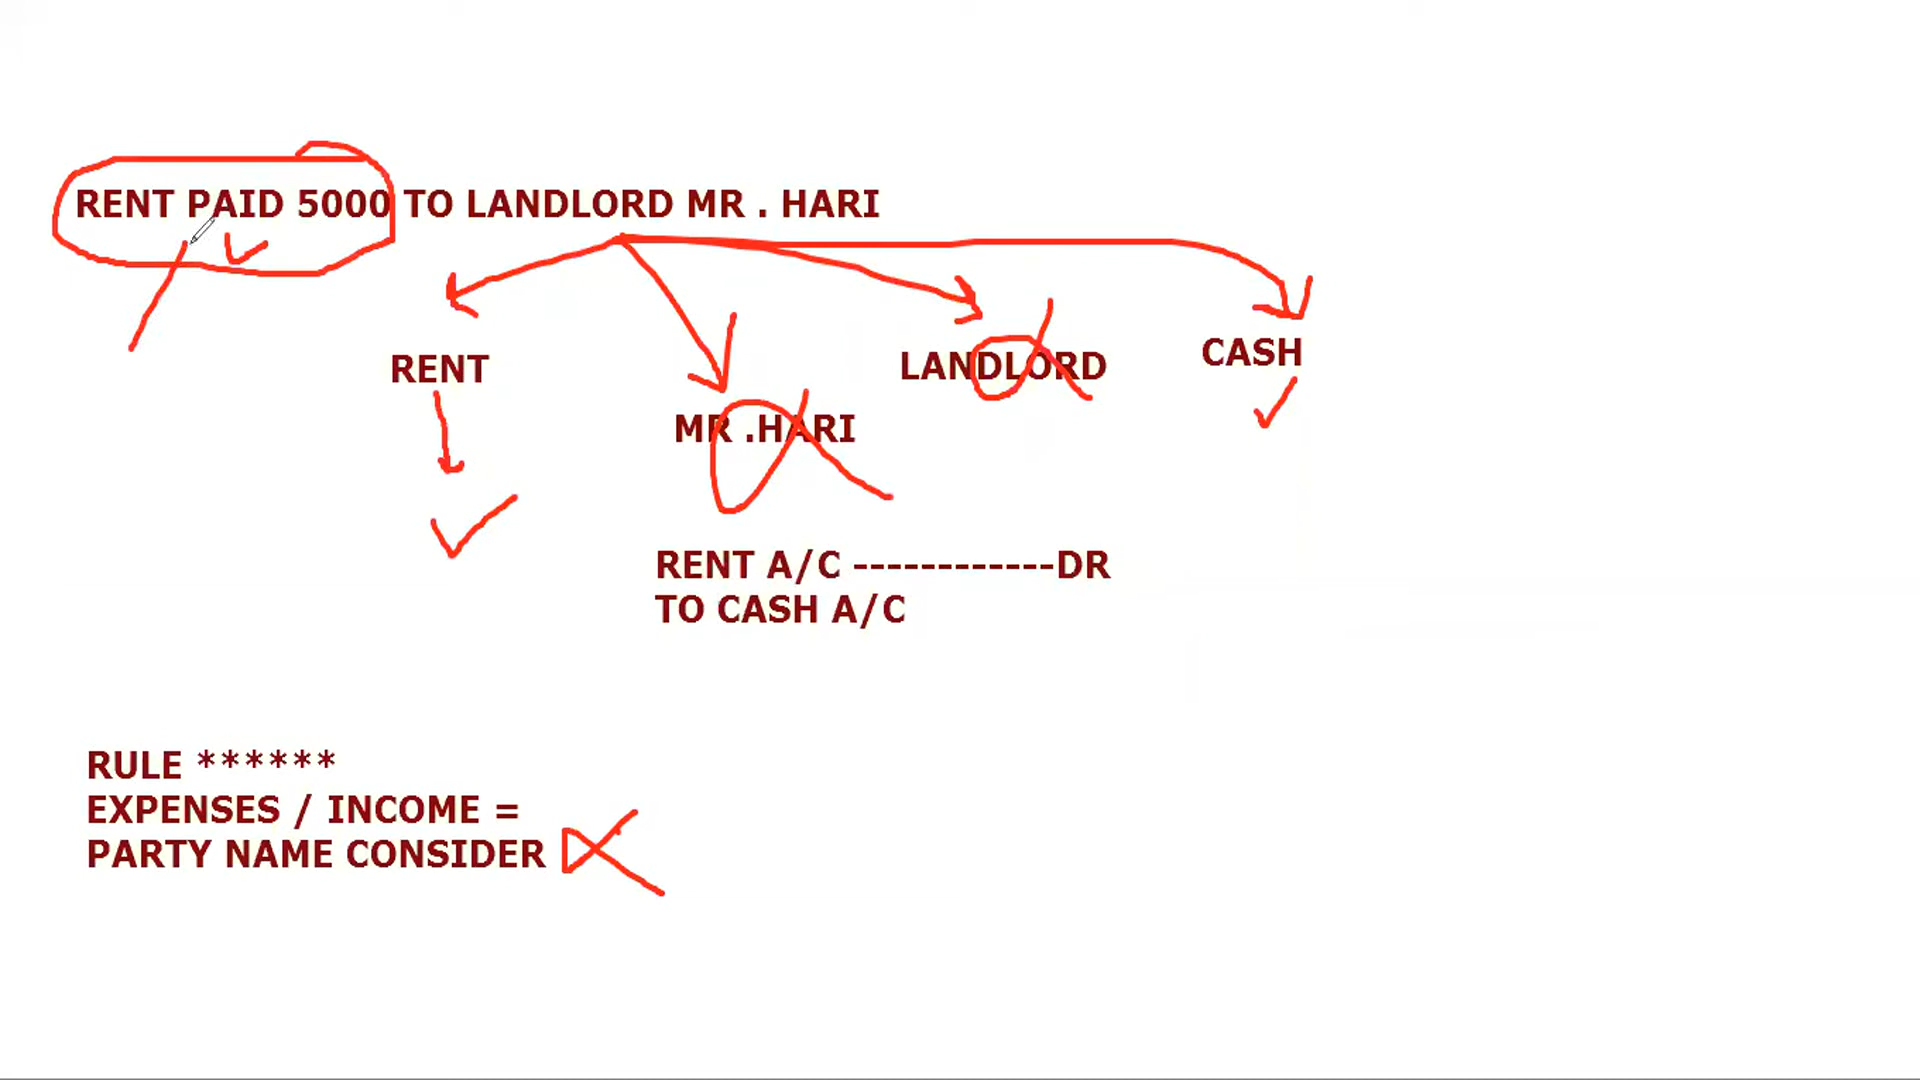 RENT PAID 5000 TO LANDLORD MR . HARI
RENT
MR .HARI
LANDLORD
CASH
RENT A/C ------------DR
TO CASH A/C
RULE ******
EXPENSES / INCOME =
PARTY NAME CONSIDER